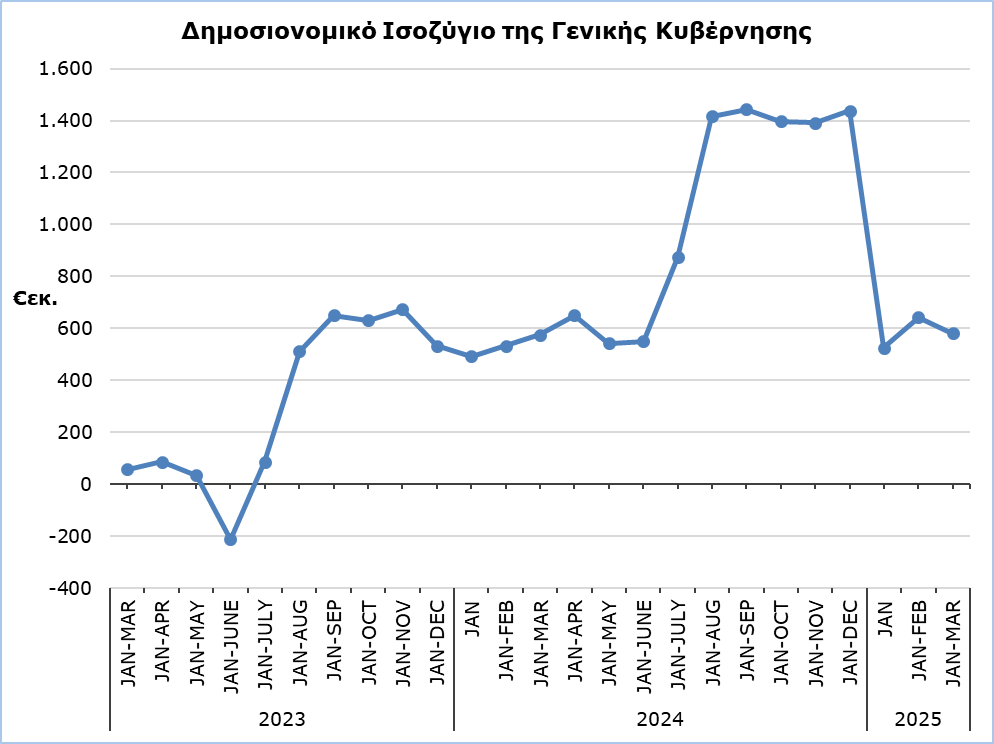 Δημοσιονομικό Ισοζύγιο της Γενικής Κυβέρνησης
1.600
1.400
1.200
1.000
800
€εκ.
600
400
200
0
-200
-400
JAN-MAR
JAN-APR
JAN-MAY
JAN-JUNE
JAN-JULY
JAN-AUG
JAN-SEP
JAN-OCT
JAN-NOV
JAN-DEC
JAN
JAN-FEB
JAN-MAR
JAN-APR
JAN-MAY
JAN-JUNE
JAN-JULY
JAN-AUG
JAN-SEP
JAN-OCT
JAN-NOV
JAN-DEC
JAN
JAN-FEB
JAN-MAR
2023
2024
2025